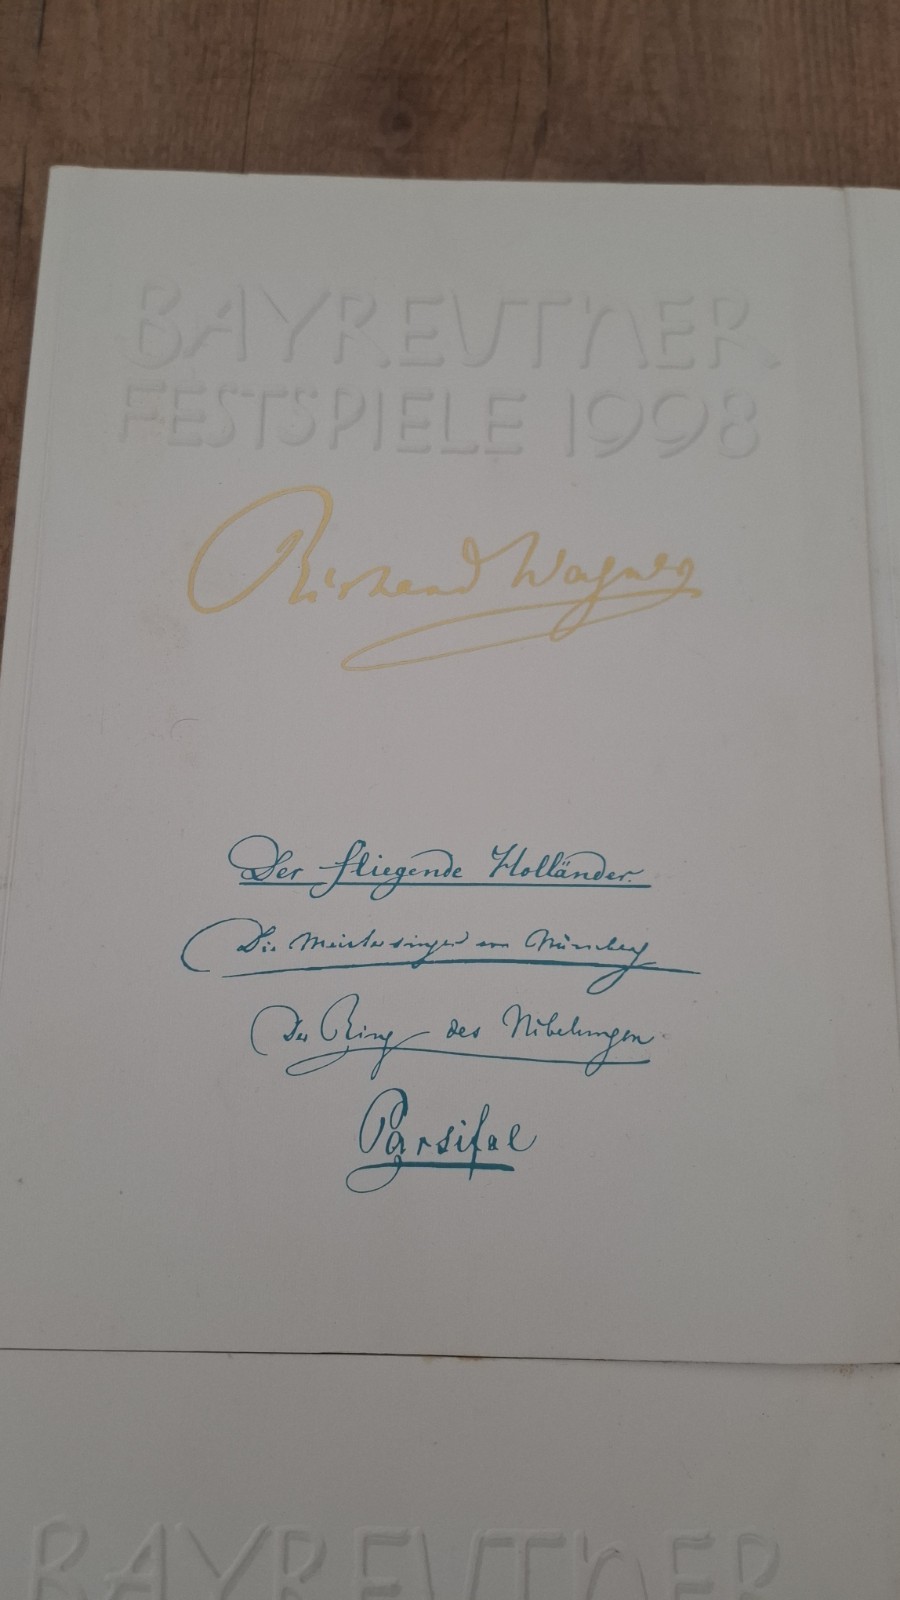 BAYREUTHER
FESTSPIELE 1998
Richard Wagner
Der fliegende Holländer.
Die Meistersinger von Nürnberg
Der Ring des Nibelungen
Parsifal
BAYREUTHER